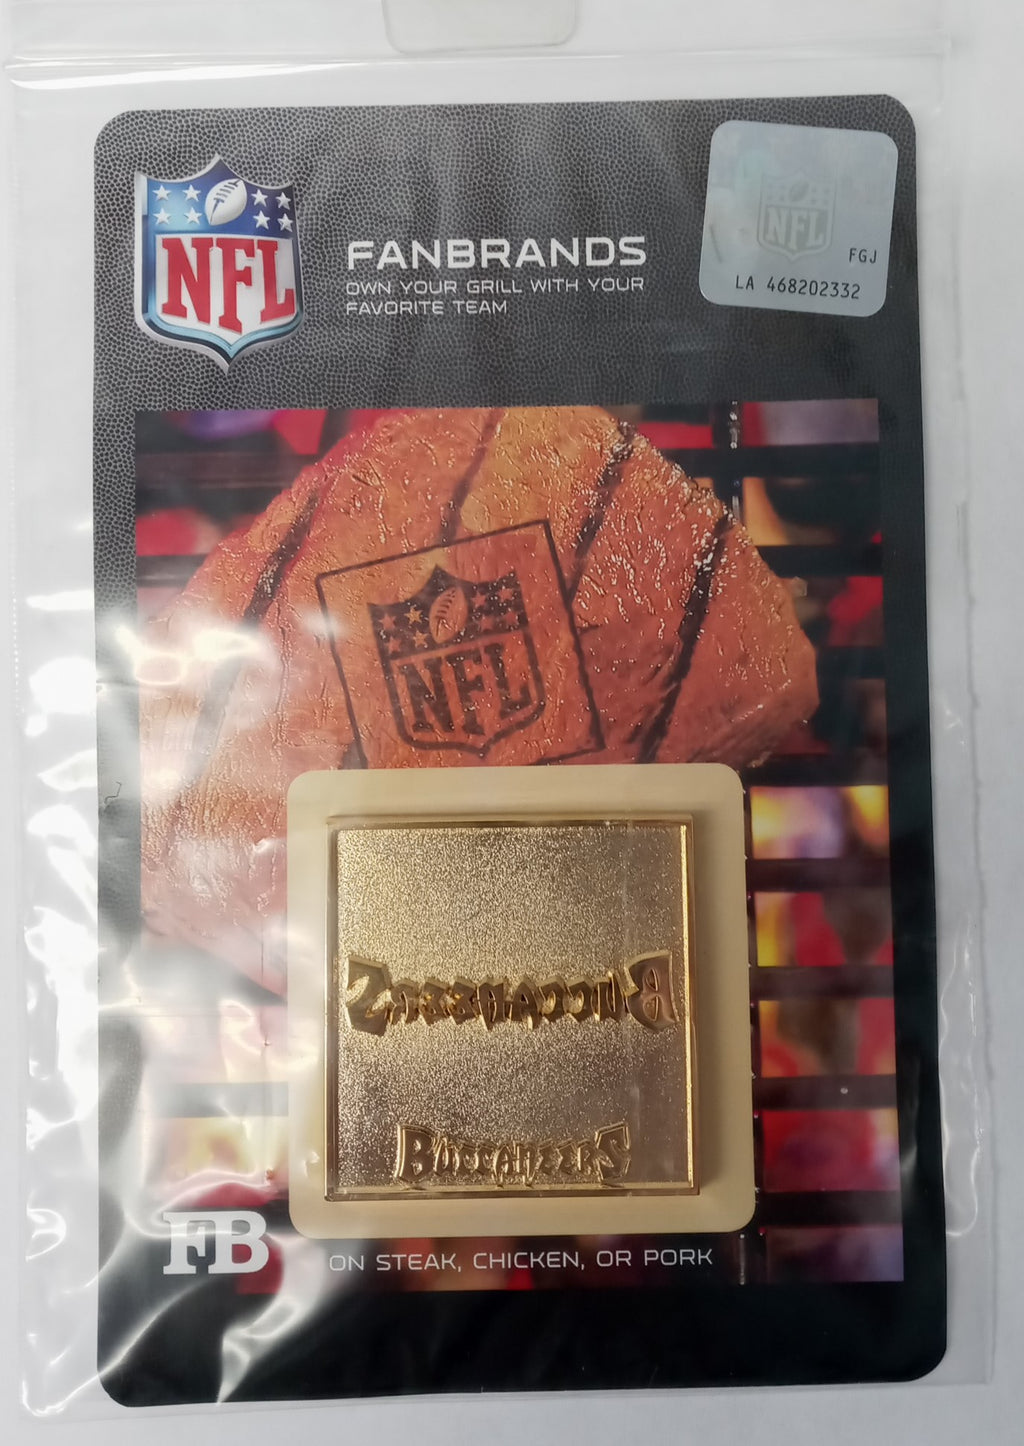 NFL
FANBRANDS
OWN YOUR GRILL WITH YOUR
FAVORITE TEAM
NFL
FGJ
LA 468202332
NFL
BUCCANEERS
BUCCANEERS
FB
ON STEAK, CHICKEN, OR PORK